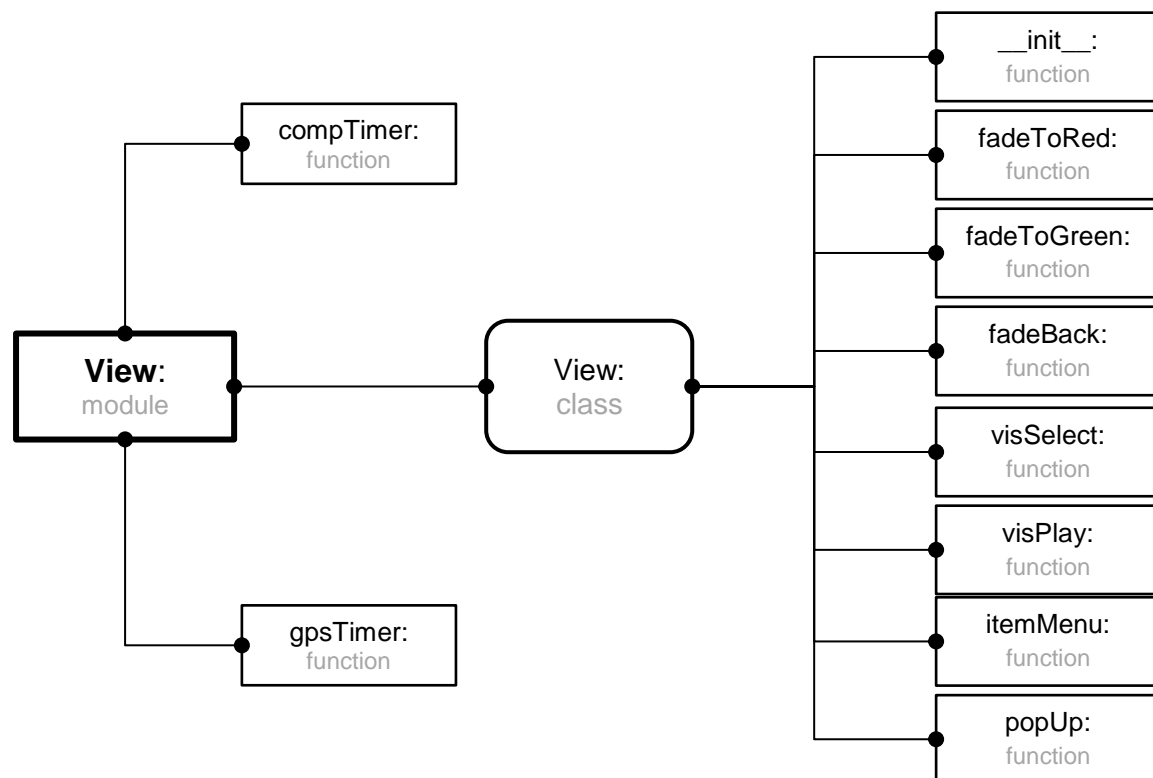 __init__:
function
compTimer:
function
fadeToRed:
function
fadeToGreen:
function
View:
module
View:
class
fadeBack:
function
visSelect:
function
visPlay:
function
gpsTimer:
function
itemMenu:
function
popUp:
function